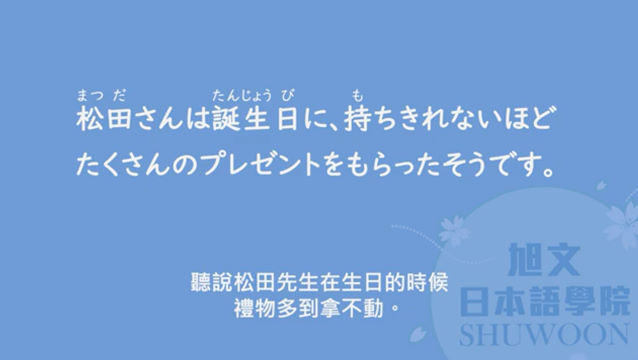 まつ だ たんじょう び も
松田さんは誕生日に、持ちきれないほど
たくさんのプレゼントをもらったそうです。
聽說松田先生在生日的時候
禮物多到拿不動。
旭文
日本語學院
SHUWOON